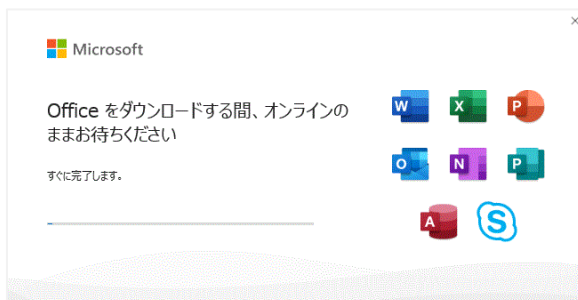 Microsoft
Office をダウンロードする間、オンラインの
ままお待ちください
すぐに完了します。
W
X
P
O
N
P
A
S